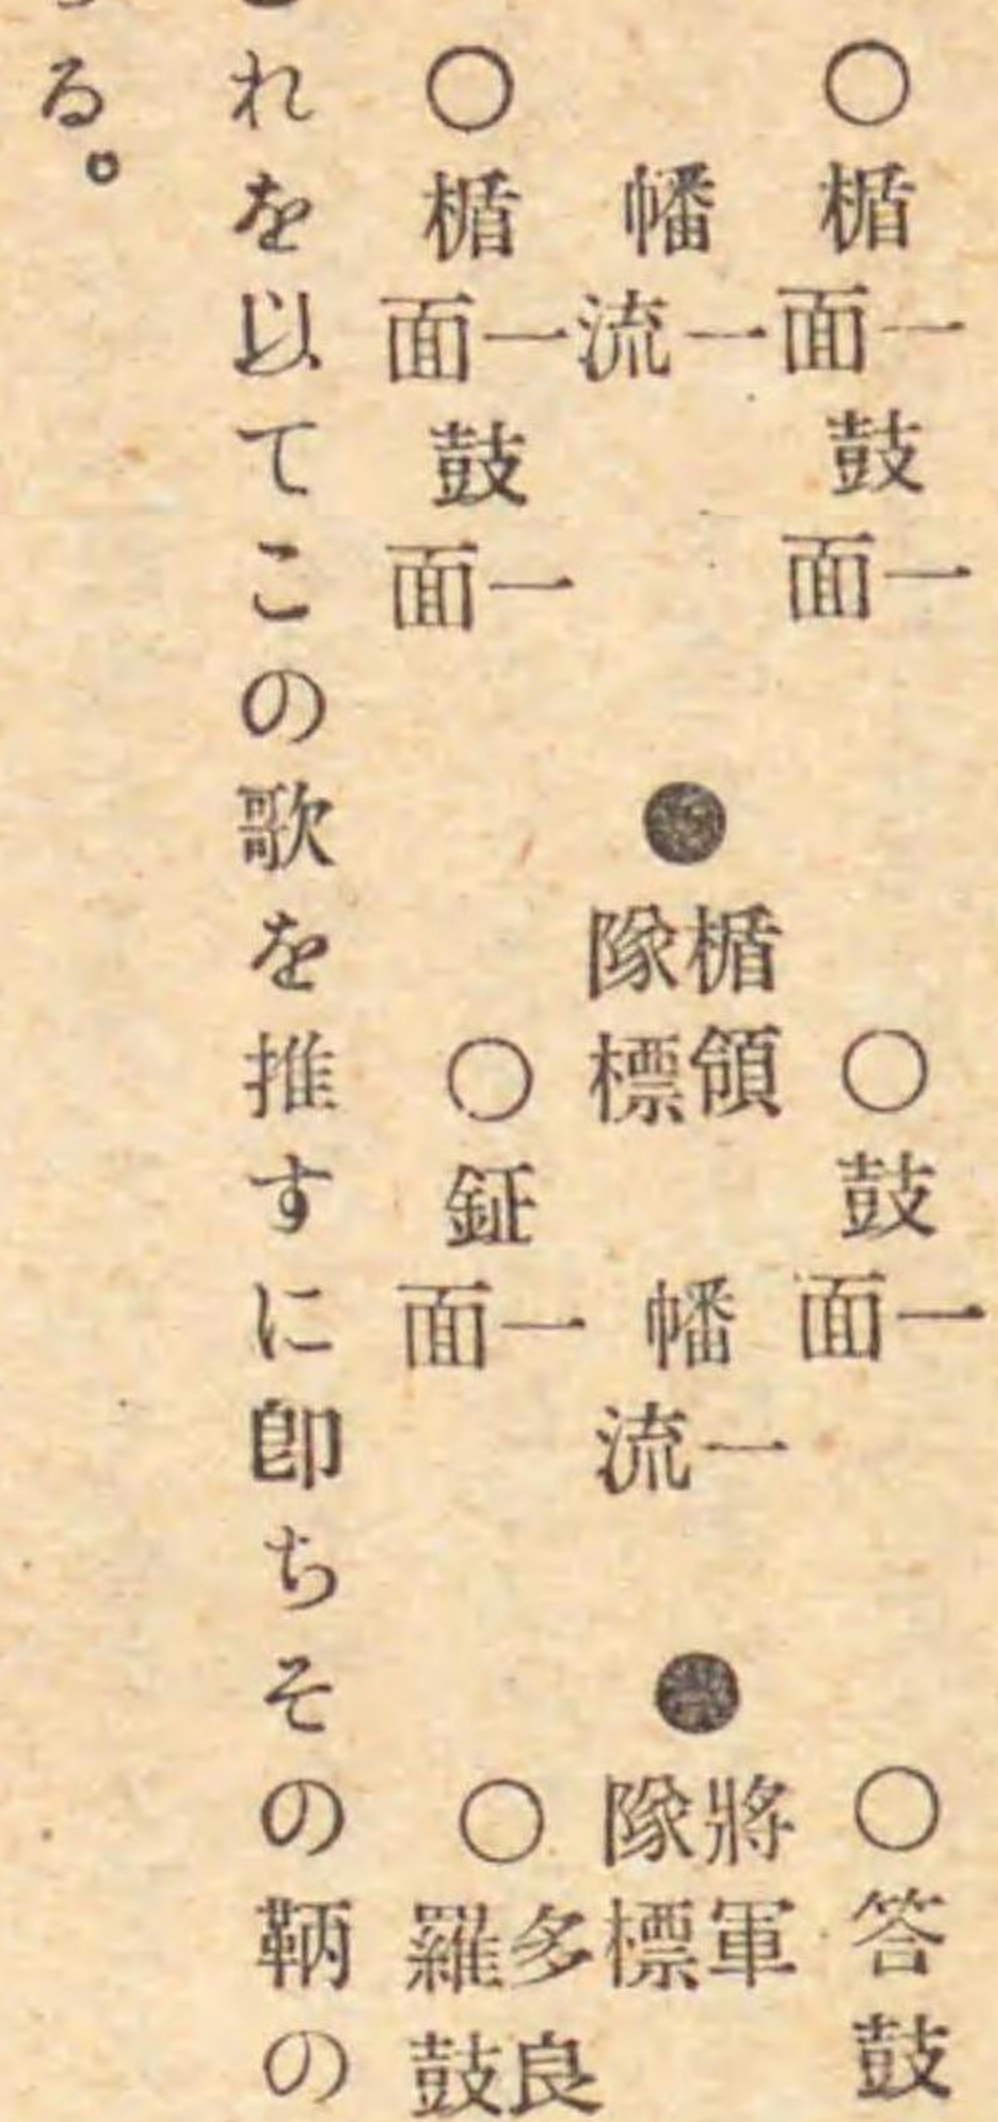 ○楯一面 鼓一面 ○鼓一面 ○答鼓
幡一流 ●楯領隊標 幡一流 ●將軍隊標
○楯一面 鼓一面 ○鉦一面 ○多良羅鼓
れを以てこの歌を推すに卽ちその鞆の
る。